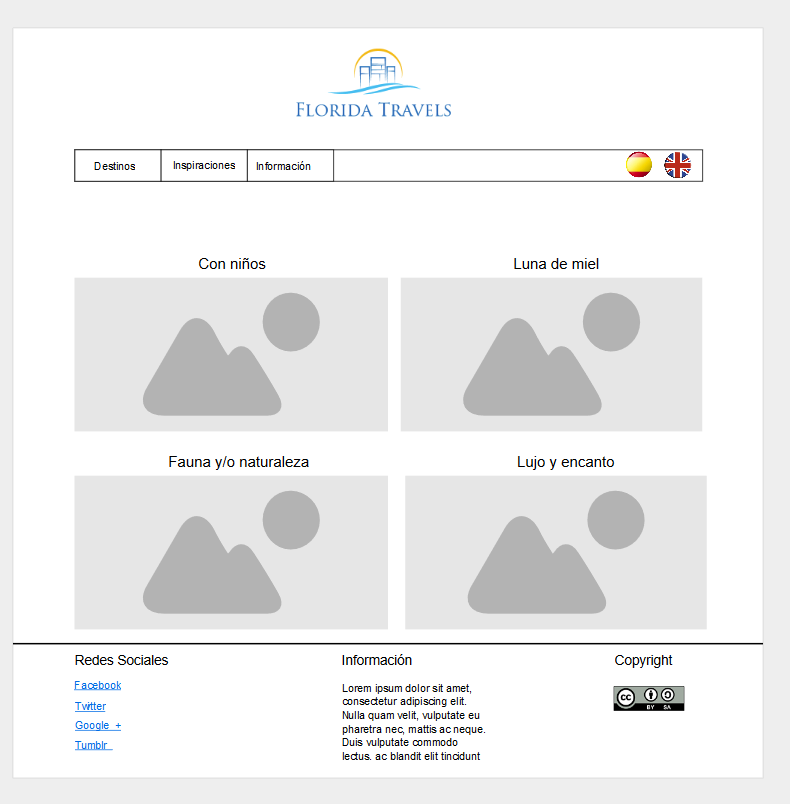 FLORIDA TRAVELS
Destinos
Inspiraciones
Información
Con niños
Luna de miel
Fauna y/o naturaleza
Lujo y encanto
Redes Sociales
Facebook
Twitter
Google +
Tumblr
Información
Lorem ipsum dolor sit amet,
consectetur adipiscing elit.
Nulla quam velit, vulputate eu
pharetra nec, mattis ac neque.
Duis vulputate commodo
lectus, ac blandit elit tincidunt
Copyright
cc
BY SA